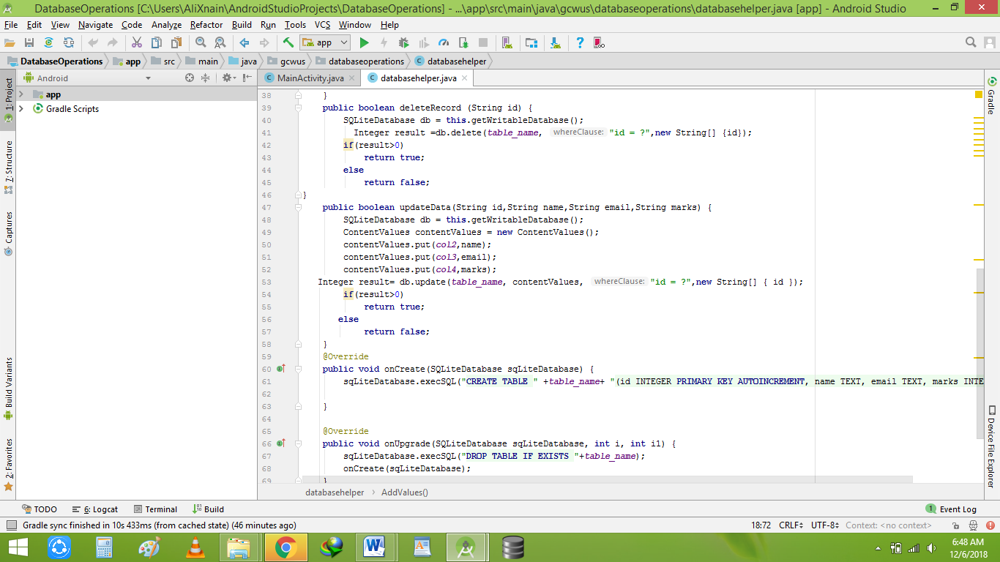 DatabaseOperations [C:\Users\AliXnain\AndroidStudioProjects\DatabaseOperations] - ...\app\src\main\java\gcwus\databaseoperations\databasehelper.java [app] - Android Studio
File Edit View Navigate Code Analyze Refactor Build Run Tools VCS Window Help
app
DatabaseOperations app src main java gcwus databaseoperations databasehelper
Android
MainActivity.java databasehelper.java
1: Project
7: Structure
Captures
Build Variants
2: Favorites
app
Gradle Scripts
38 }
39 public boolean deleteRecord (String id) {
40 SQLiteDatabase db = this.getWritableDatabase();
41 Integer result =db.delete(table_name, whereClause: "id = ?",new String[] {id});
42 if(result>0)
43 return true;
44 else
45 return false;
46 }
47 public boolean updateData(String id,String name,String email,String marks) {
48 SQLiteDatabase db = this.getWritableDatabase();
49 ContentValues contentValues = new ContentValues();
50 contentValues.put(col2,name);
51 contentValues.put(col3,email);
52 contentValues.put(col4,marks);
53 Integer result= db.update(table_name, contentValues, whereClause: "id = ?",new String[] { id });
54 if(result>0)
55 return true;
56 else
57 return false;
58 }
59 @Override
60 public void onCreate(SQLiteDatabase sqLiteDatabase) {
61 sqLiteDatabase.execSQL("CREATE TABLE " +table_name+ "(id INTEGER PRIMARY KEY AUTOINCREMENT, name TEXT, email TEXT, marks INTE
62
63 }
64
65 @Override
66 public void onUpgrade(SQLiteDatabase sqLiteDatabase, int i, int i1) {
67 sqLiteDatabase.execSQL("DROP TABLE IF EXISTS "+table_name);
68 onCreate(sqLiteDatabase);
69 }
Gradle
Device File Explorer
databasehelper AddValues()
TODO 6: Logcat Terminal Build 1 Event Log
Gradle sync finished in 10s 433ms (from cached state) (46 minutes ago) 18:72 CRLF UTF-8 Context: <no context>
6:48 AM
12/6/2018